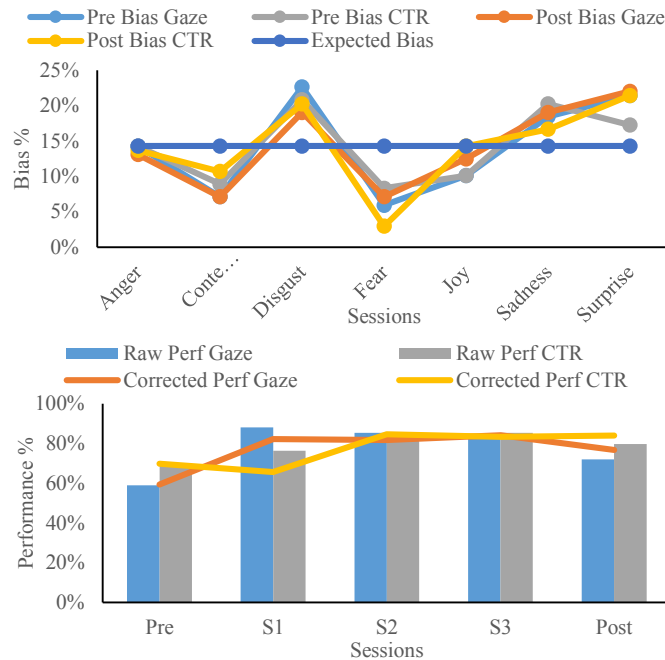 Pre Bias Gaze Pre Bias CTR Post Bias Gaze
Post Bias CTR Expected Bias
25%
20%
15%
10%
5%
0%
Bias %
Anger Conte... Disgust Fear Joy Sadness Surprise
Sessions
Raw Perf Gaze Raw Perf CTR
Corrected Perf Gaze Corrected Perf CTR
100%
80%
60%
40%
20%
0%
Performance %
Pre S1 S2 S3 Post
Sessions